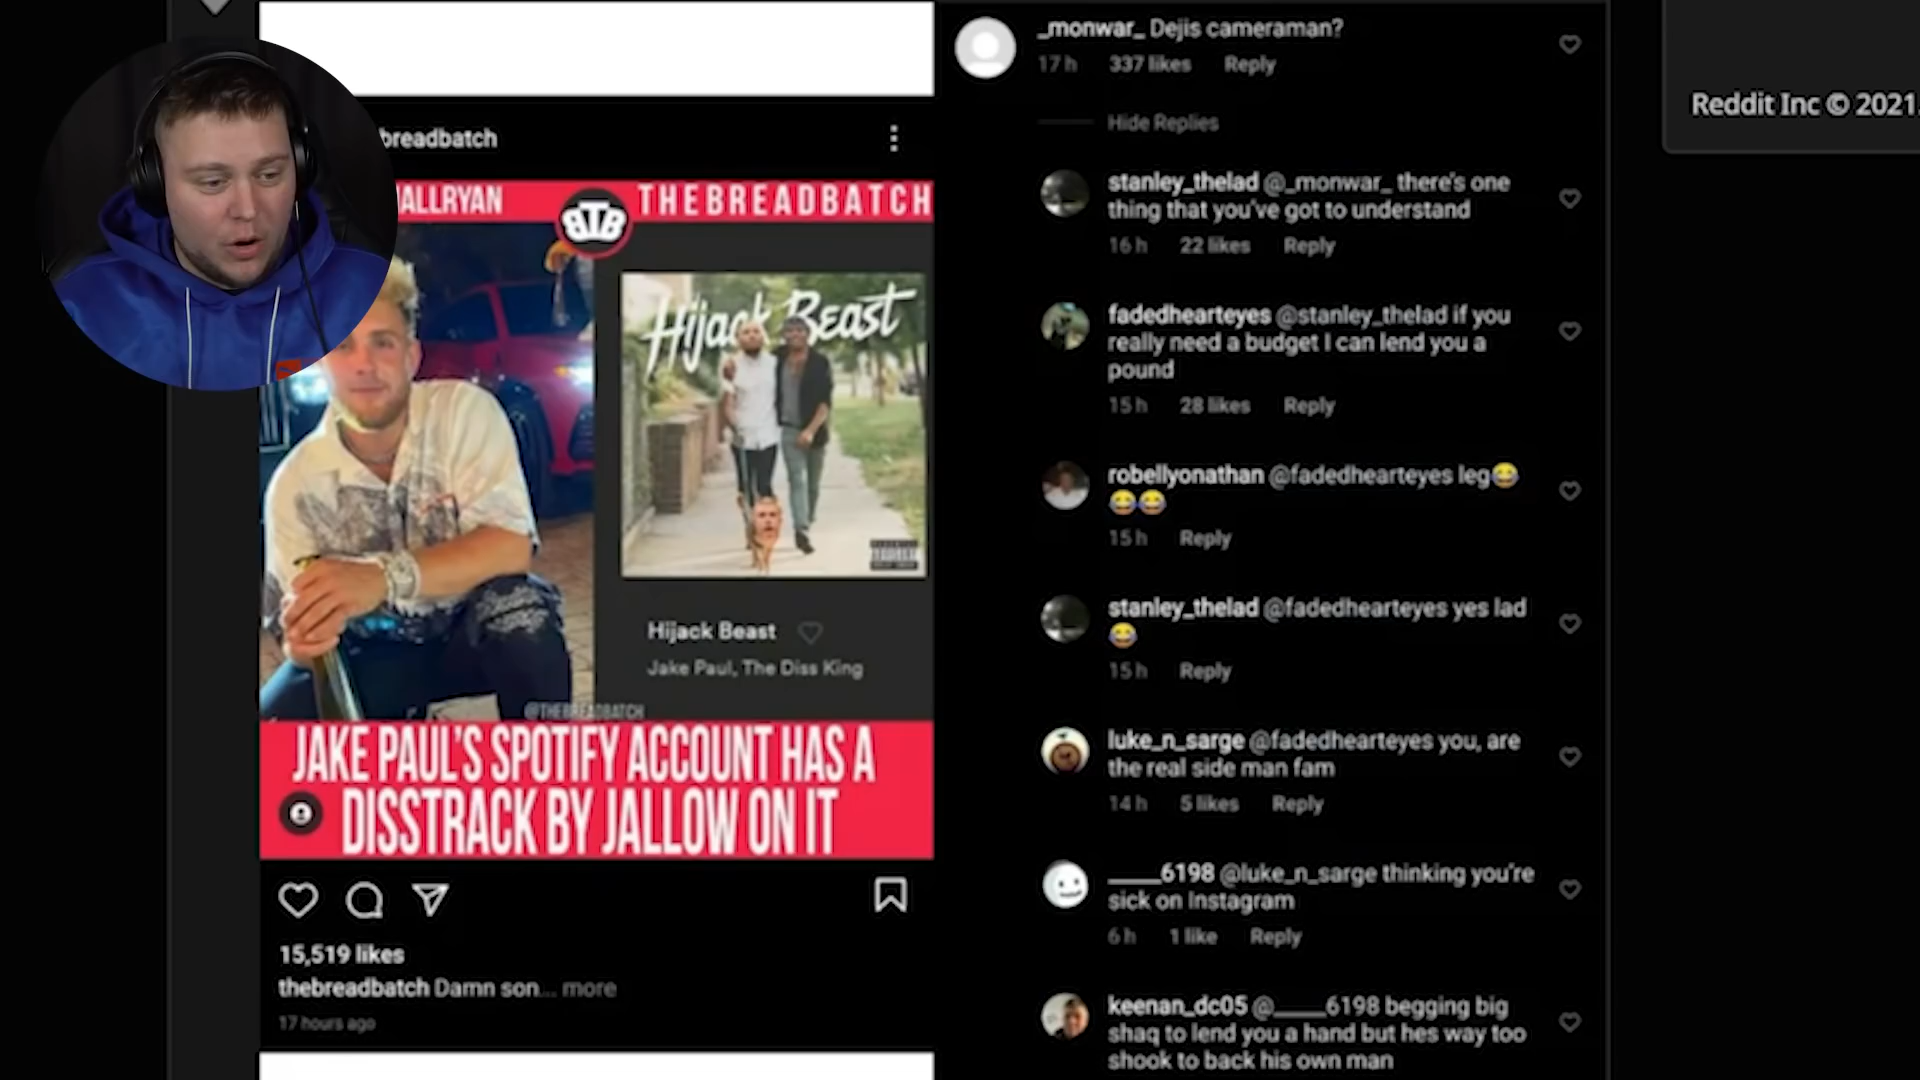 breadbatch
ALLRYAN
BTB
THEBREADBATCH
Hijack Beast
Hijack Beast
Jake Paul, The Diss King
@THEBREADBATCH
JAKE PAUL'S SPOTIFY ACCOUNT HAS A
DISSTRACK BY JALLOW ON IT
15,519 likes
thebreadbatch Damn son... more
17 hours ago
_monwar_ Dejis cameraman?
17 h 337 likes Reply
Hide Replies
stanley_thelad @_monwar_ there's one
thing that you've got to understand
16 h 22 likes Reply
fadedhearteyes @stanley_thelad if you
really need a budget I can lend you a
pound
15 h 28 likes Reply
robellyonathan @fadedhearteyes leg😂
😂😂
15 h Reply
stanley_thelad @fadedhearteyes yes lad
😂
15 h Reply
luke_n_sarge @fadedhearteyes you, are
the real side man fam
14 h 5 likes Reply
____6198 @luke_n_sarge thinking you're
sick on Instagram
6 h 1 like Reply
keenan_dc05 @____6198 begging big
shaq to lend you a hand but hes way too
shook to back his own man
Reddit Inc © 2021.